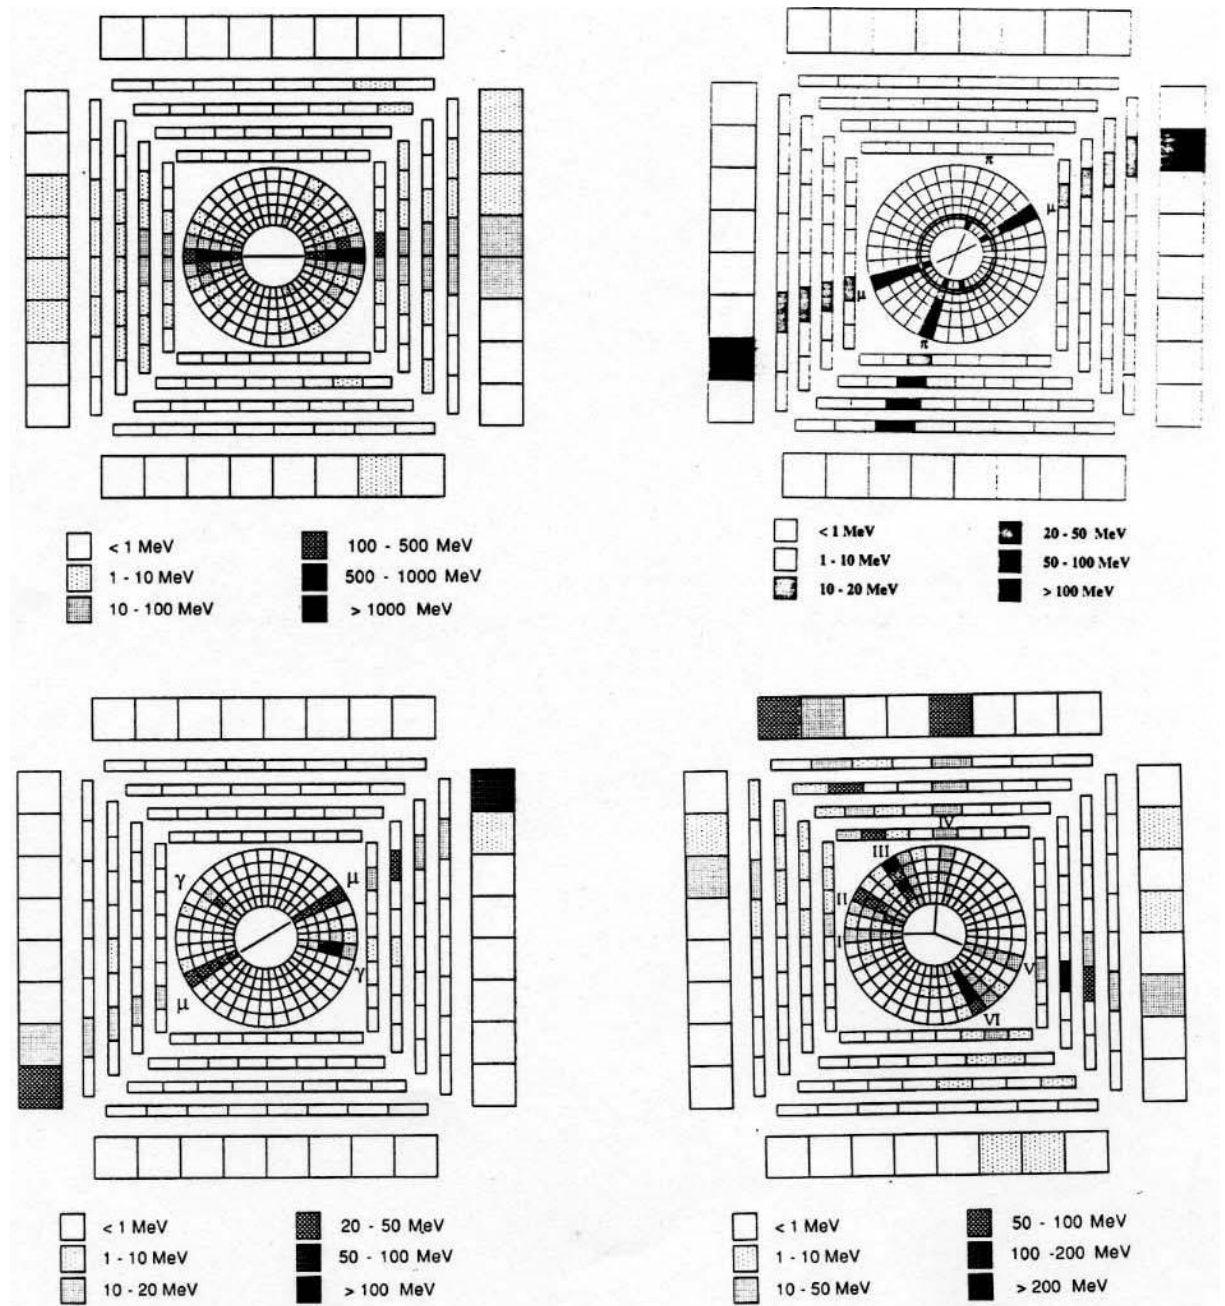 π
μ
μ
π
< 1 MeV
100 - 500 MeV
1 - 10 MeV
500 - 1000 MeV
10 - 100 MeV
> 1000 MeV
< 1 MeV
20 - 50 MeV
1 - 10 MeV
50 - 100 MeV
10 - 20 MeV
> 100 MeV
γ
μ
γ
μ
IV
III
II
I
V
VI
< 1 MeV
20 - 50 MeV
1 - 10 MeV
50 - 100 MeV
10 - 20 MeV
> 100 MeV
< 1 MeV
50 - 100 MeV
1 - 10 MeV
100 -200 MeV
10 - 50 MeV
> 200 MeV